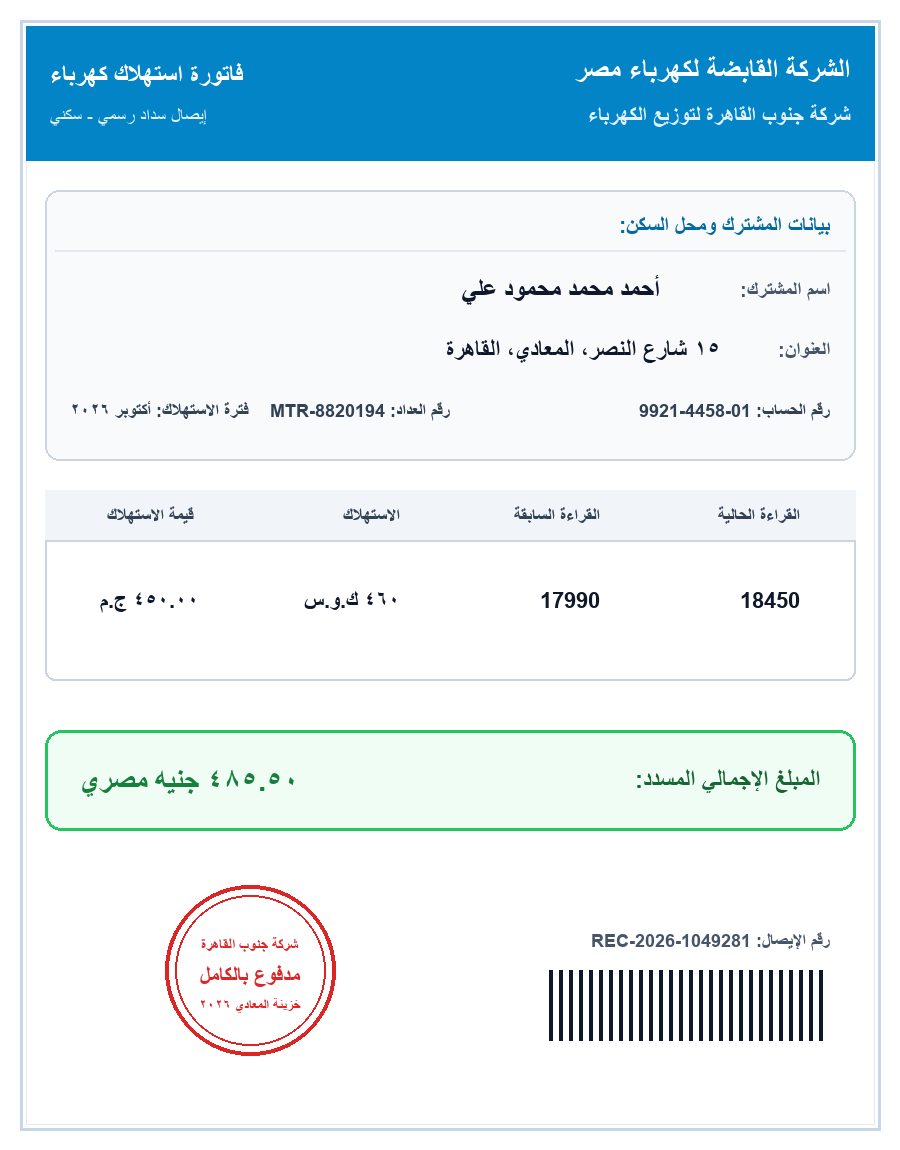 الشركة القابضة لكهرباء مصر
فاتورة استهلاك كهرباء
شركة جنوب القاهرة لتوزيع الكهرباء
إيصال سداد رسمي - سكني
بيانات المشترك ومحل السكن:
اسم المشترك: أحمد محمد محمود علي
العنوان: ١٥ شارع النصر، المعادي، القاهرة
رقم الحساب: 01-4458-9921 رقم العداد: MTR-8820194 فترة الاستهلاك: أكتوبر ٢٠٢٦
القراءة الحالية القراءة السابقة الاستهلاك قيمة الاستهلاك
18450 17990 ٤٦٠ ك.و.س ٤٥٠.٠٠ ج.م
المبلغ الإجمالي المسدد: ٤٨٥.٥٠ جنيه مصري
رقم الإيصال: REC-2026-1049281
شركة جنوب القاهرة
مدفوع بالكامل
خزينة المعادي ٢٠٢٦